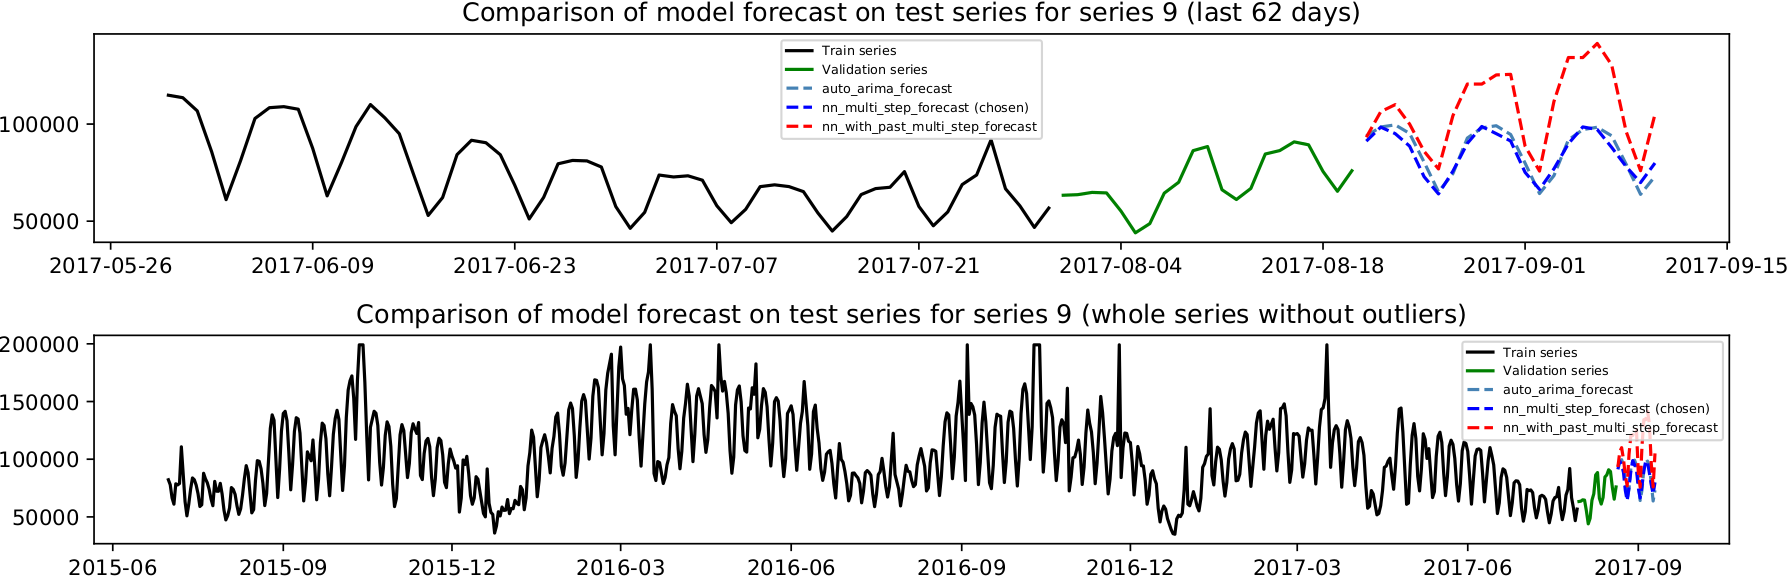 Comparison of model forecast on test series for series 9 (last 62 days)
Train series
Validation series
auto_arima_forecast
nn_multi_step_forecast (chosen)
nn_with_past_multi_step_forecast
100000
50000
2017-05-26 2017-06-09 2017-06-23 2017-07-07 2017-07-21 2017-08-04 2017-08-18 2017-09-01 2017-09-15
Comparison of model forecast on test series for series 9 (whole series without outliers)
200000
Train series
Validation series
auto_arima_forecast
nn_multi_step_forecast (chosen)
nn_with_past_multi_step_forecast
150000
100000
50000
2015-06 2015-09 2015-12 2016-03 2016-06 2016-09 2016-12 2017-03 2017-06 2017-09